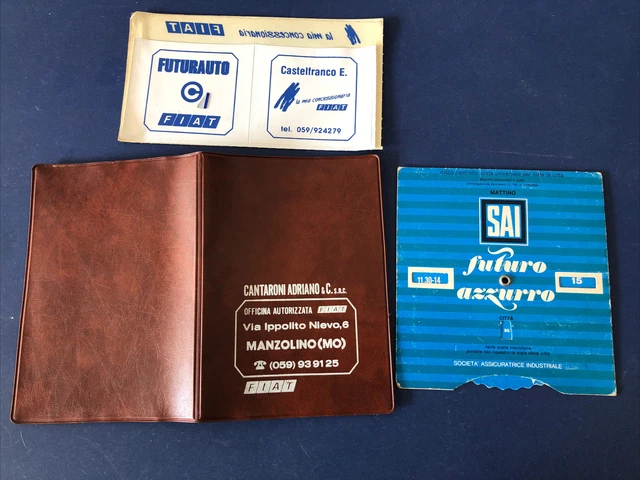 FIAT la mia concessionaria
FUTURAUTO
FIAT
Castelfranco E.
la mia concessionaria
FIAT
tel. 059/924279
CANTARONI ADRIANO & C. S.R.C.
OFFICINA AUTORIZZATA FIAT
Via Ippolito Nievo,6
MANZOLINO (MO)
(059) 939125
FIAT
MATTINO
SAI
futuro
azzurro
11.30-14
15
CITTÀ
SOCIETA' ASSICURATRICE INDUSTRIALE